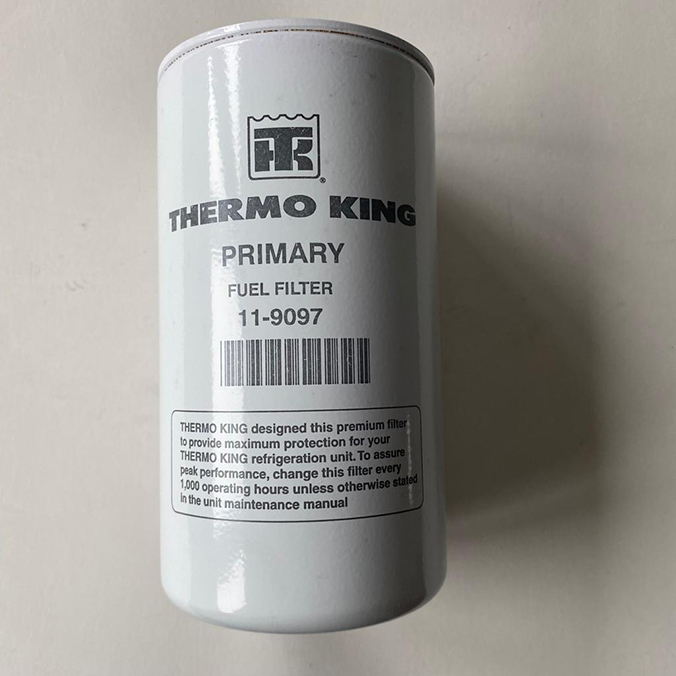 TK
®
THERMO KING
PRIMARY
FUEL FILTER
11-9097
THERMO KING designed this premium filter
to provide maximum protection for your
THERMO KING refrigeration unit. To assure
peak performance, change this filter every
1,000 operating hours unless otherwise stated
in the unit maintenance manual